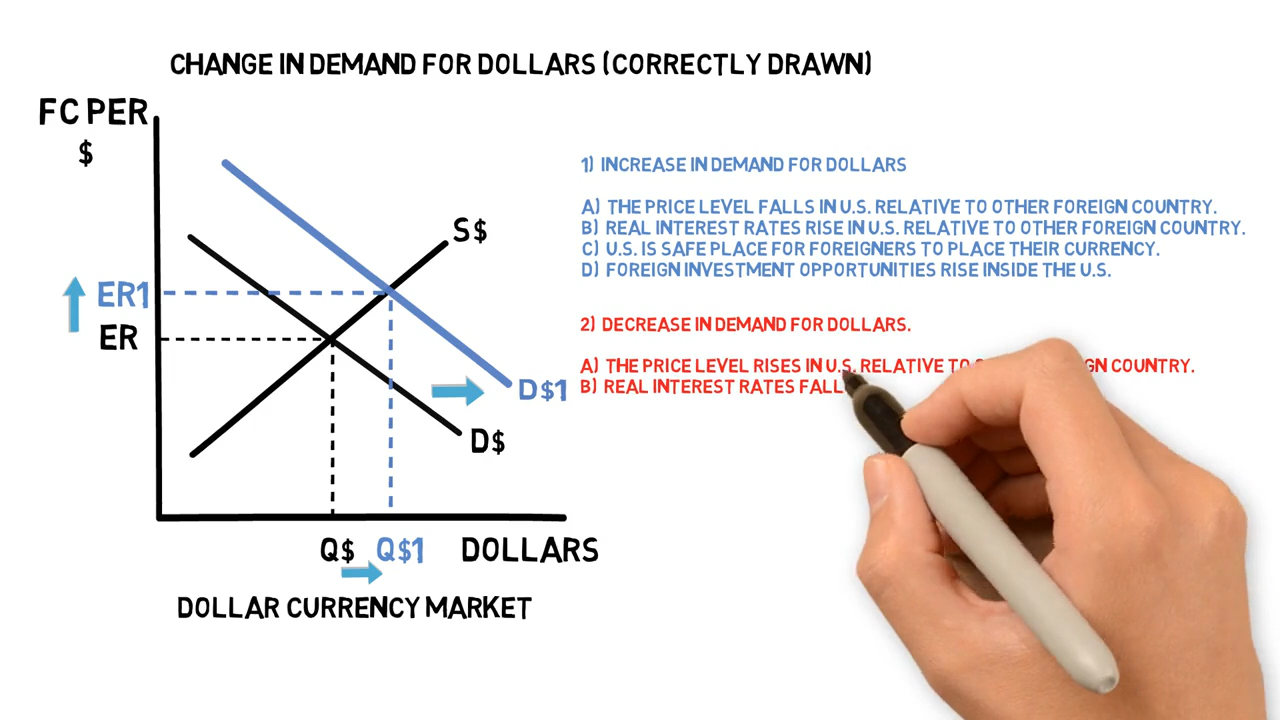 CHANGE IN DEMAND FOR DOLLARS (CORRECTLY DRAWN)
FC PER
$
S$
ER1
ER
D$1
D$
Q$ Q$1 DOLLARS
DOLLAR CURRENCY MARKET
1) INCREASE IN DEMAND FOR DOLLARS
A) THE PRICE LEVEL FALLS IN U.S. RELATIVE TO OTHER FOREIGN COUNTRY.
B) REAL INTEREST RATES RISE IN U.S. RELATIVE TO OTHER FOREIGN COUNTRY.
C) U.S. IS SAFE PLACE FOR FOREIGNERS TO PLACE THEIR CURRENCY.
D) FOREIGN INVESTMENT OPPORTUNITIES RISE INSIDE THE U.S.
2) DECREASE IN DEMAND FOR DOLLARS.
A) THE PRICE LEVEL RISES IN U.S. RELATIVE COUNTRY.
B) REAL INTEREST RATES FALL